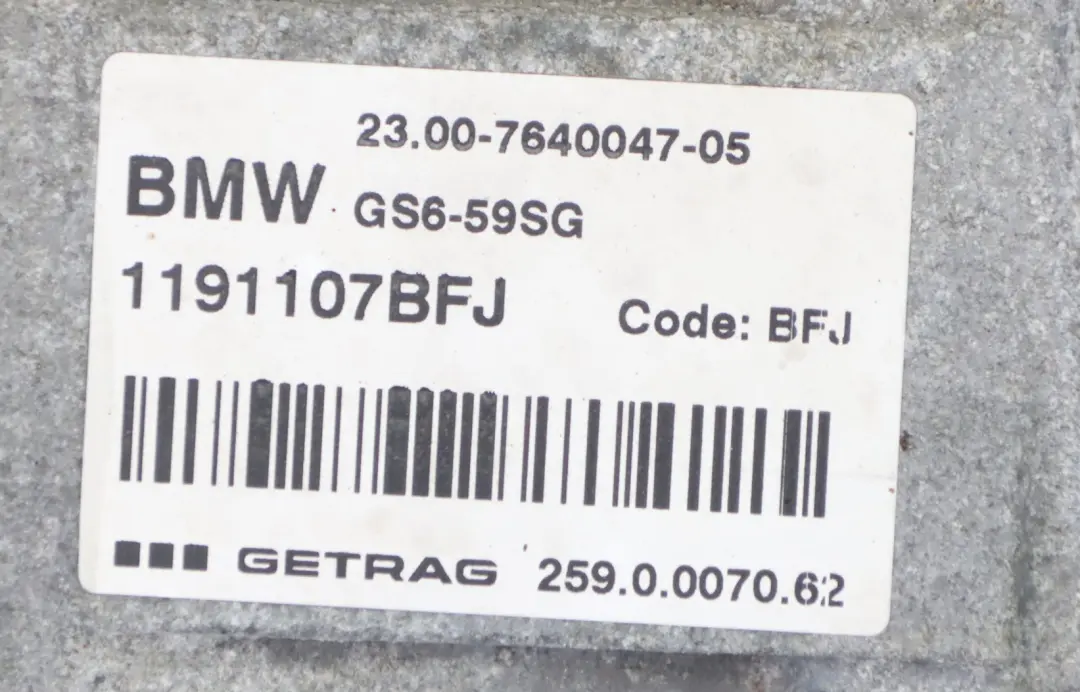 23.00-7640047-05
BMW GS6-59SG
1191107BFJ Code: BFJ
GETRAG 259.0.0070.62